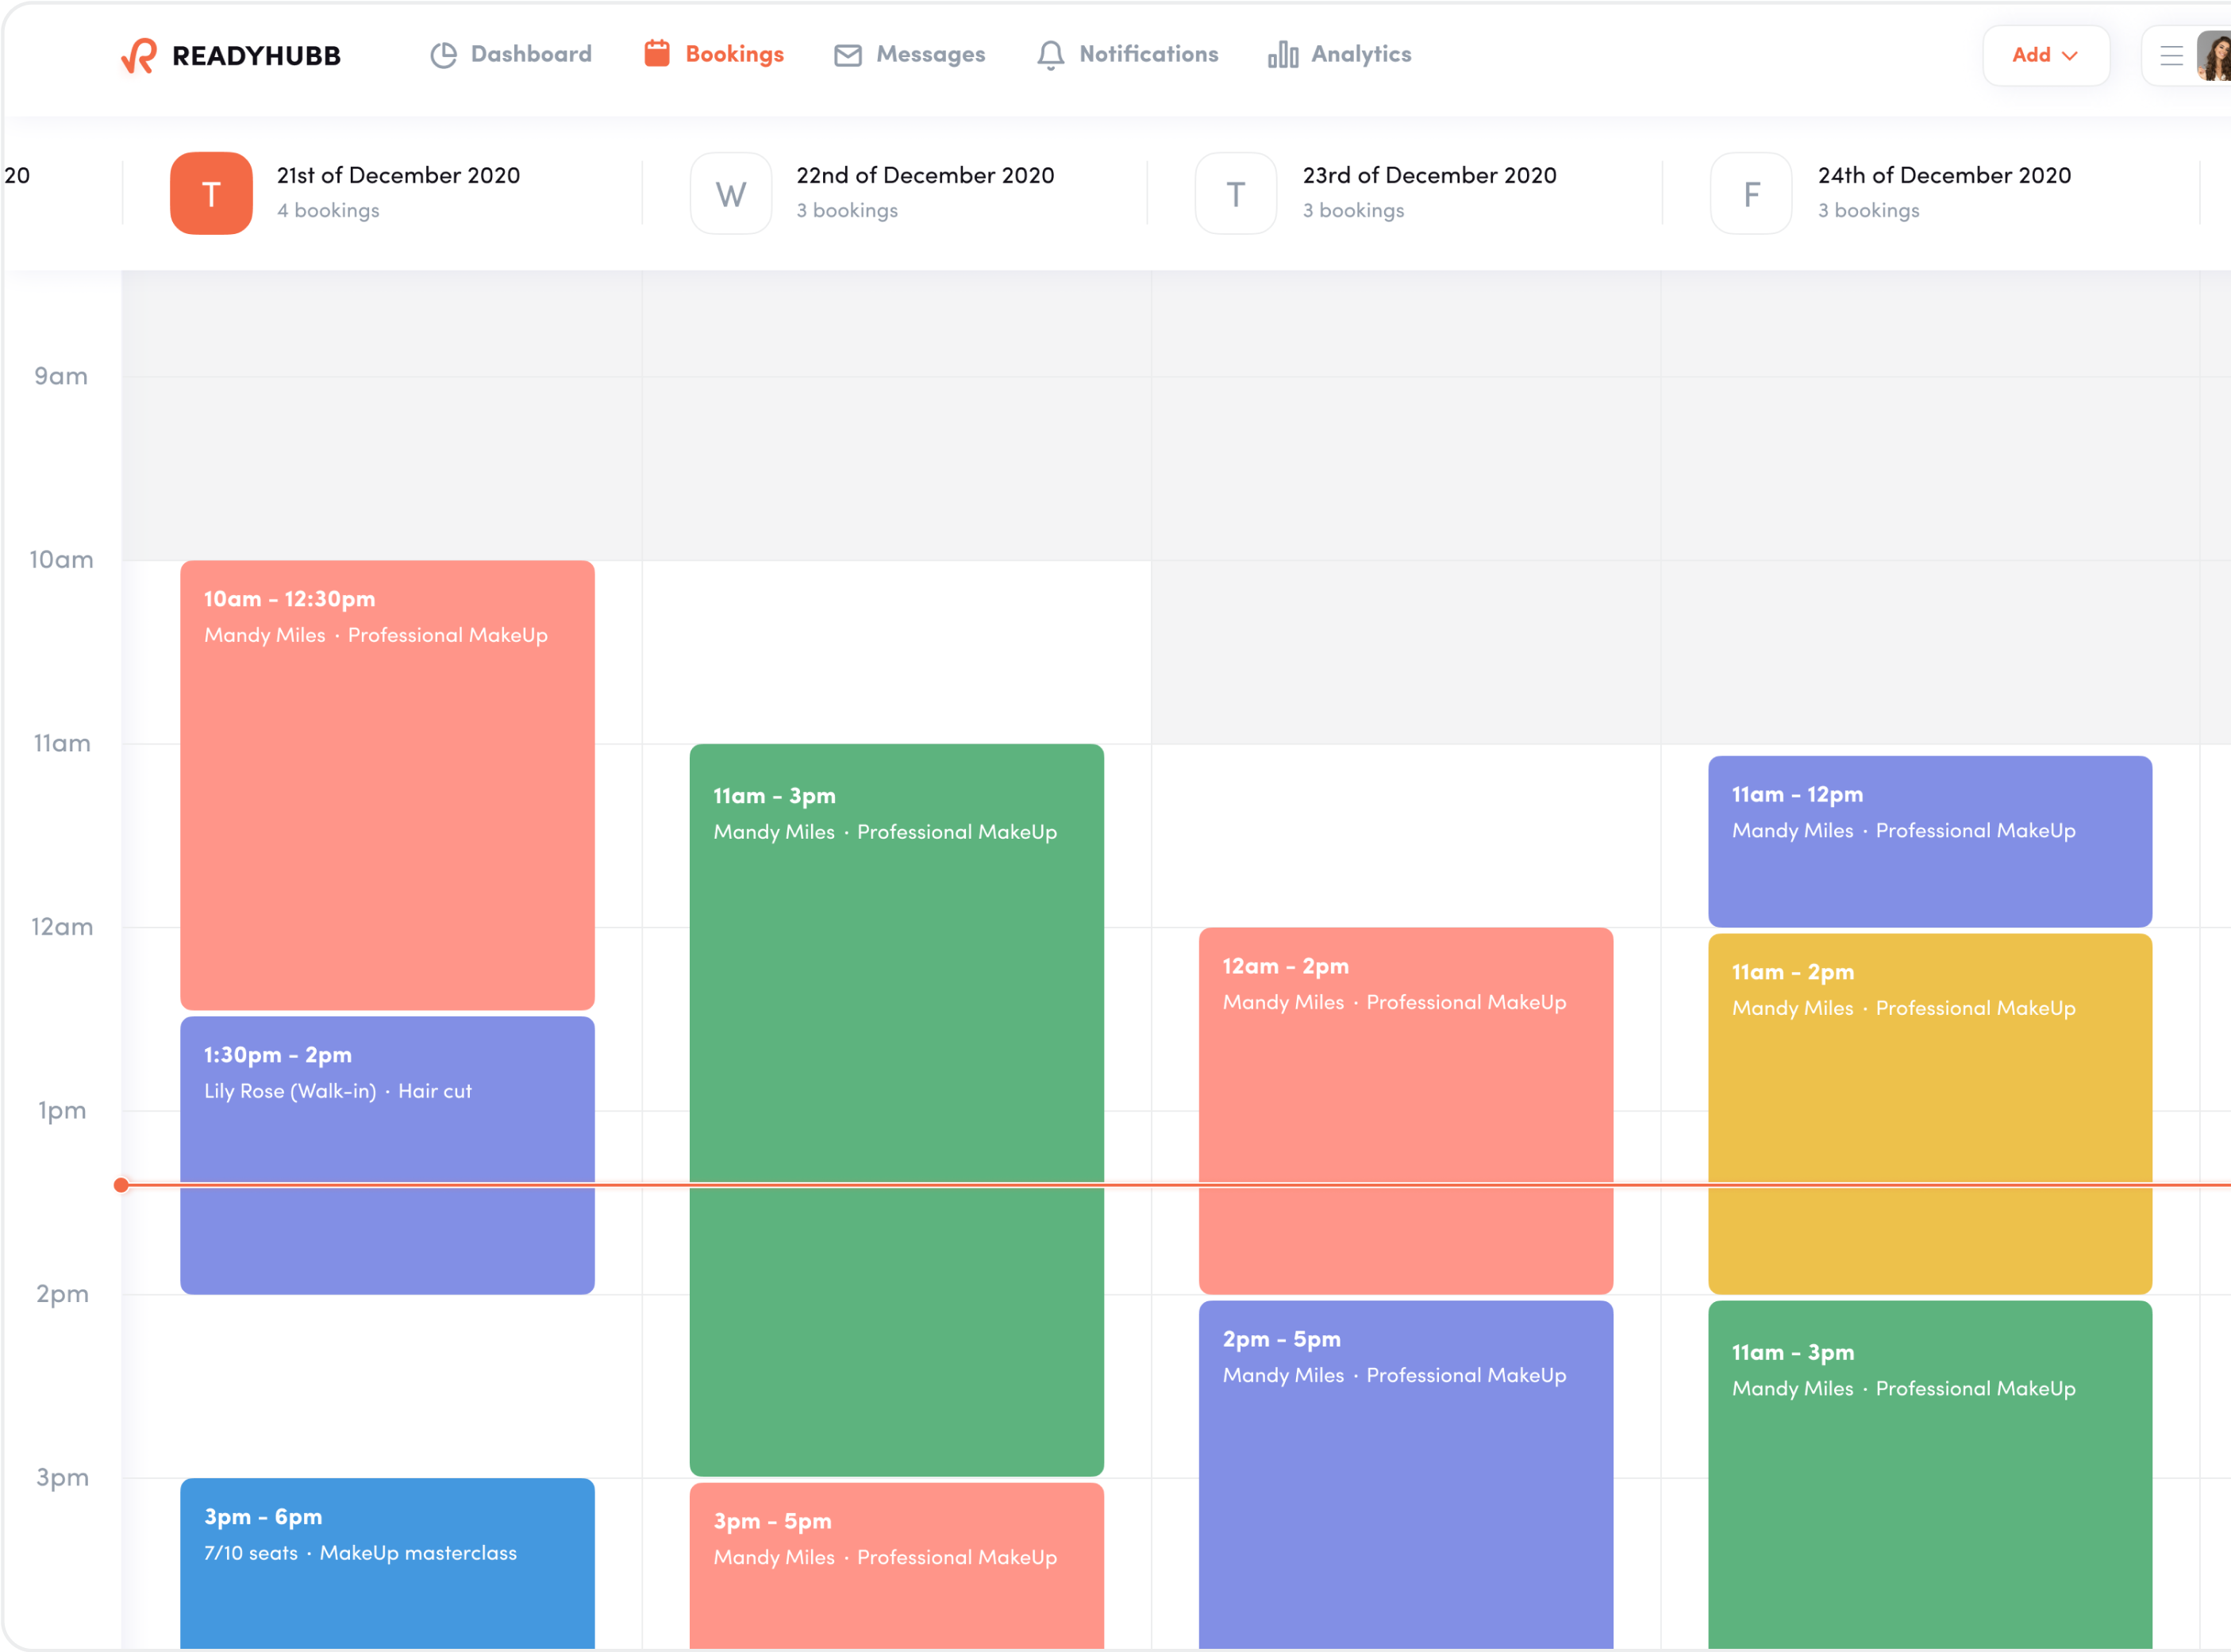 READYHUBB
Dashboard
Bookings
Messages
Notifications
Analytics
Add
20
T
21st of December 2020
4 bookings
W
22nd of December 2020
3 bookings
T
23rd of December 2020
3 bookings
F
24th of December 2020
3 bookings
9am
10am
11am
12am
1pm
2pm
3pm
10am - 12:30pm
Mandy Miles · Professional MakeUp
1:30pm - 2pm
Lily Rose (Walk-in) · Hair cut
3pm - 6pm
7/10 seats · MakeUp masterclass
11am - 3pm
Mandy Miles · Professional MakeUp
3pm - 5pm
Mandy Miles · Professional MakeUp
12am - 2pm
Mandy Miles · Professional MakeUp
2pm - 5pm
Mandy Miles · Professional MakeUp
11am - 12pm
Mandy Miles · Professional MakeUp
11am - 2pm
Mandy Miles · Professional MakeUp
11am - 3pm
Mandy Miles · Professional MakeUp